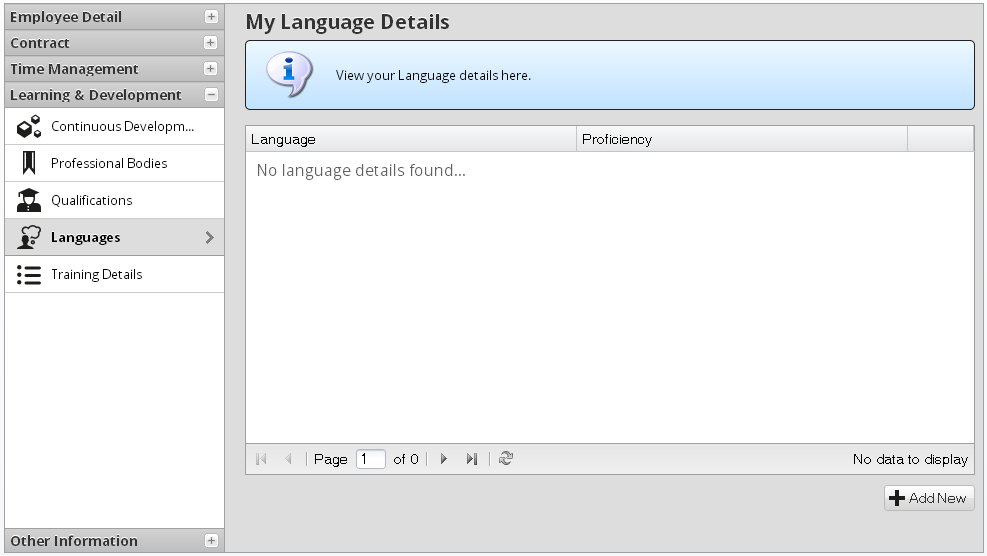 Employee Detail
Contract
Time Management
Learning & Development
Continuous Developm...
Professional Bodies
Qualifications
Languages
Training Details
Other Information
My Language Details
View your Language details here.
Language Proficiency
No language details found...
Page 1 of 0 No data to display
Add New